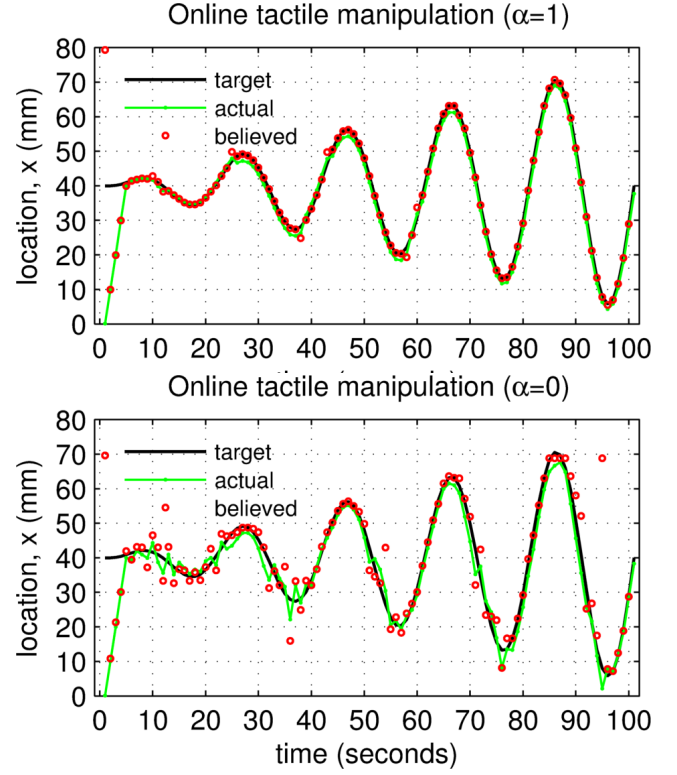 Online tactile manipulation (α=1)
80
70
60
50
40
30
20
10
0
location, x (mm)
target
actual
believed
0 10 20 30 40 50 60 70 80 90 100
Online tactile manipulation (α=0)
80
70
60
50
40
30
20
10
0
location, x (mm)
target
actual
believed
0 10 20 30 40 50 60 70 80 90 100
time (seconds)